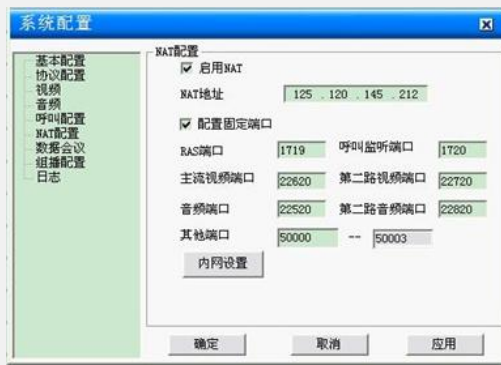 系统配置
基本配置
协议配置
视频
音频
呼叫配置
NAT配置
数据会议
组播配置
日志
NAT配置
启用NAT
NAT地址 125 . 120 . 145 . 212
配置固定端口
RAS端口 1719 呼叫监听端口 1720
主流视频端口 22620 第二路视频端口 22720
音频端口 22520 第二路音频端口 22820
其他端口 50000 -- 50003
内网设置
确定 取消 应用